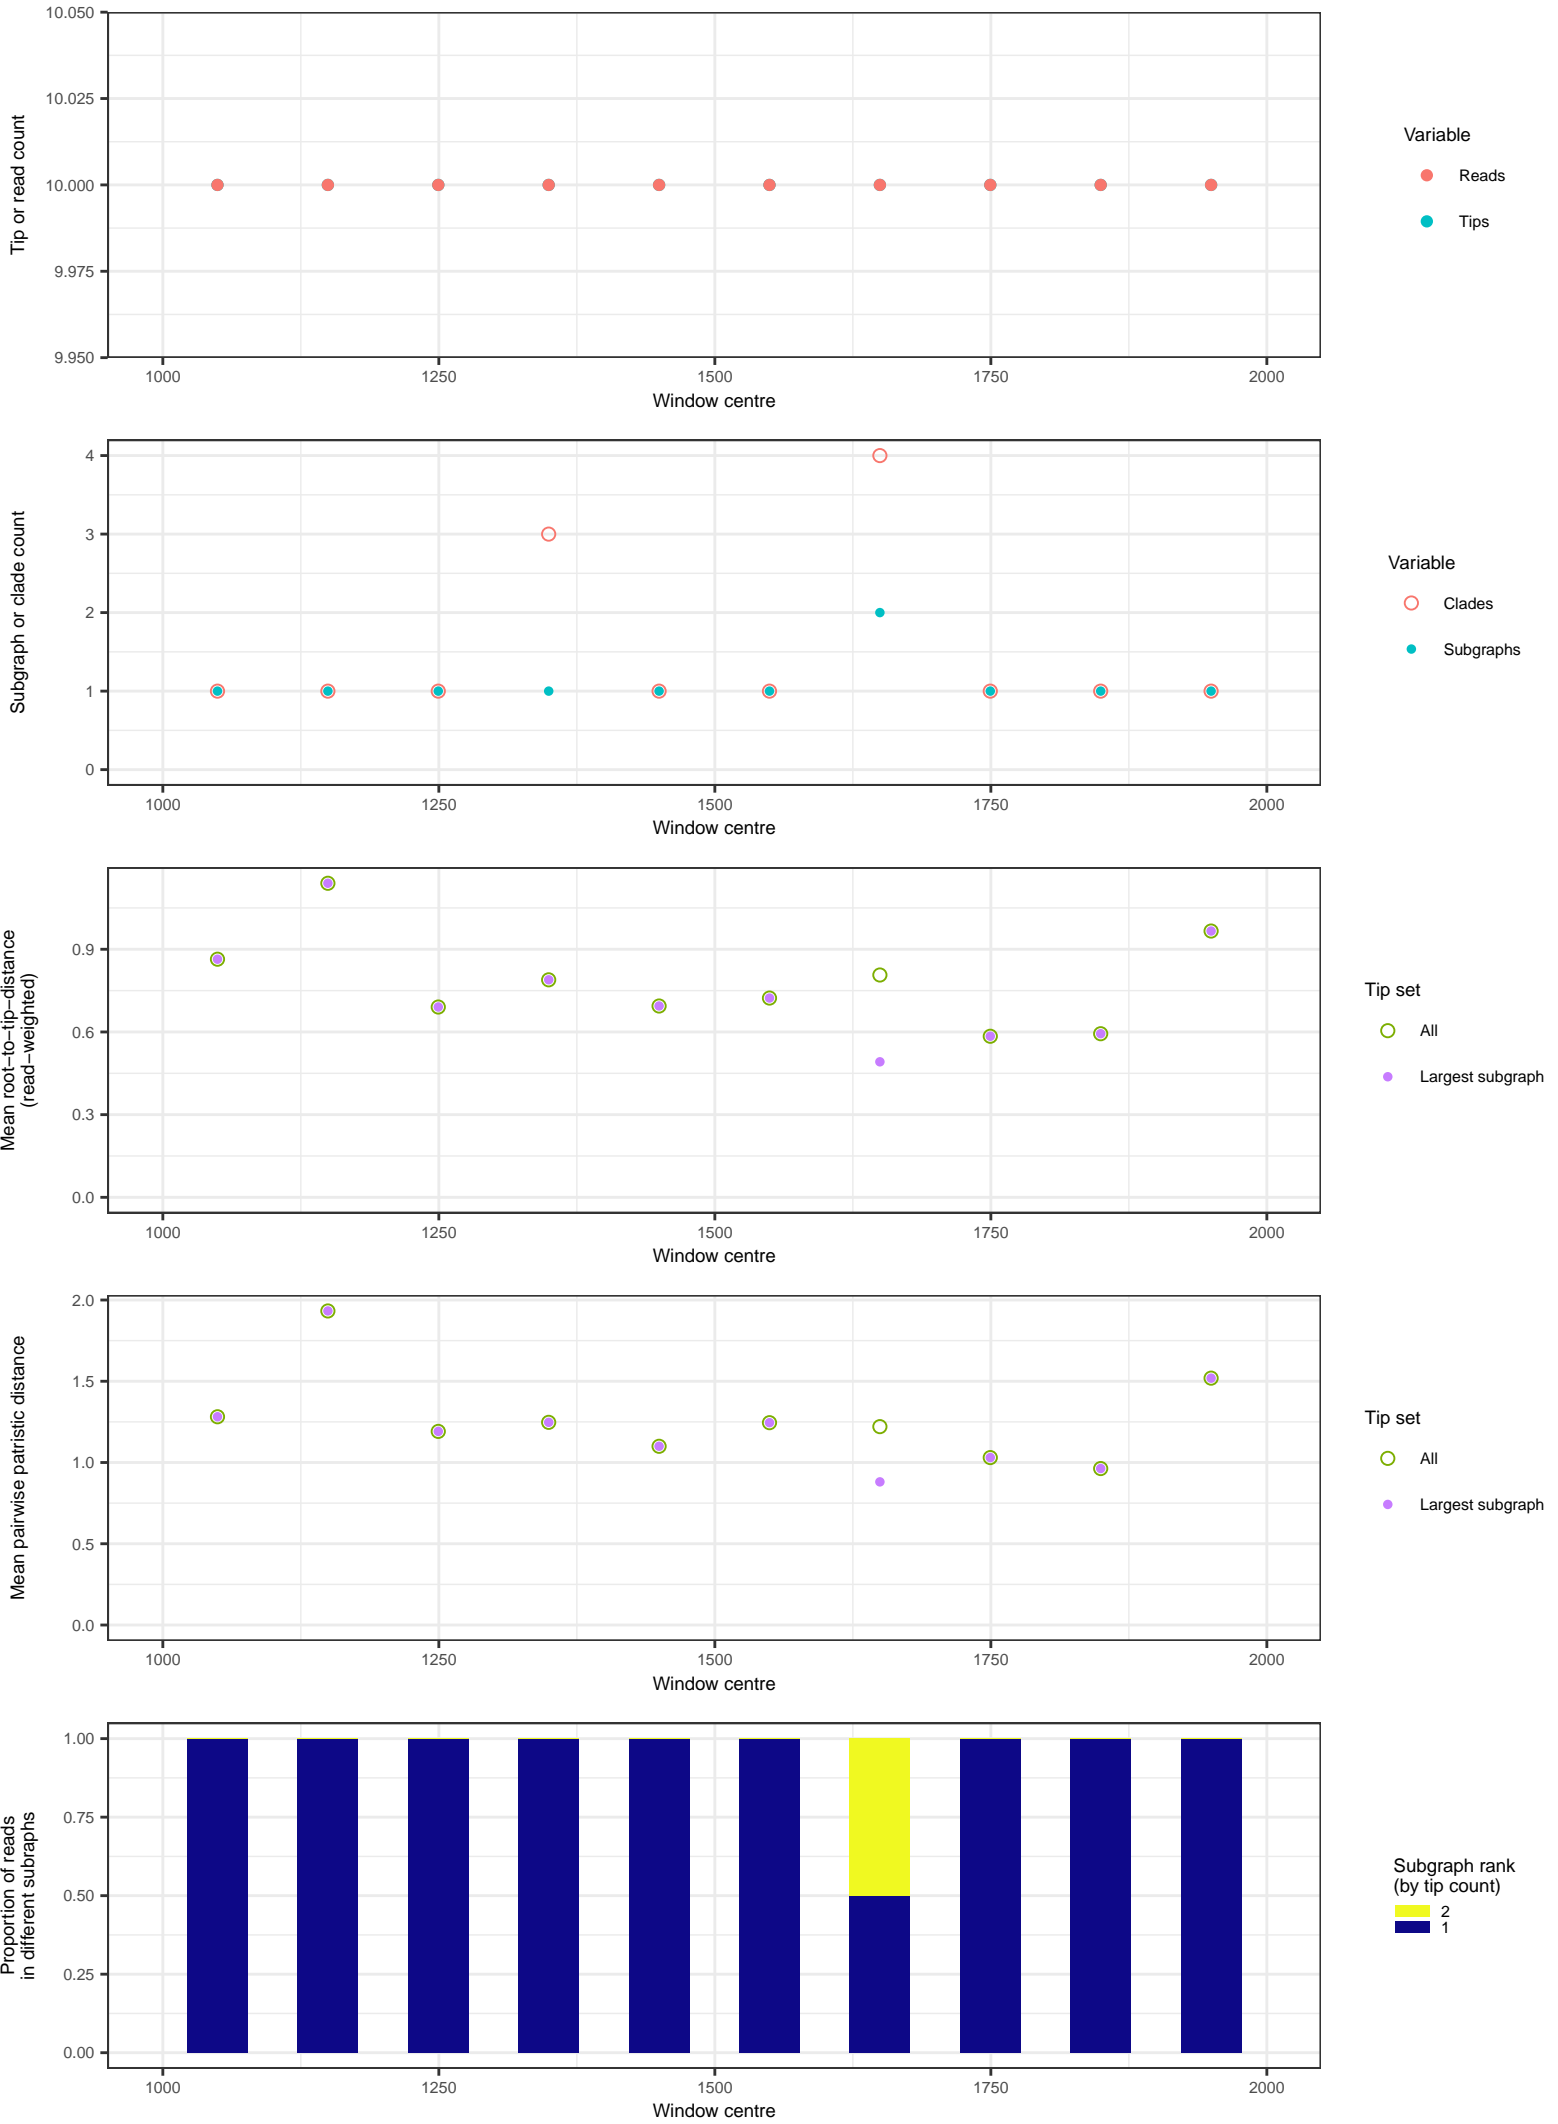 10.050
10.025
10.000
9.975
9.950
Tip or read count
1000 1250 1500 1750 2000
Window centre
Variable
Reads
Tips
4
3
2
1
0
Subgraph or clade count
1000 1250 1500 1750 2000
Window centre
Variable
Clades
Subgraphs
0.9
0.6
0.3
0.0
Mean root-to-tip-distance
(read-weighted)
1000 1250 1500 1750 2000
Window centre
Tip set
All
Largest subgraph
2.0
1.5
1.0
0.5
0.0
Mean pairwise patristic distance
1000 1250 1500 1750 2000
Window centre
Tip set
All
Largest subgraph
1.00
0.75
0.50
0.25
0.00
Proportion of reads
in different subraphs
1000 1250 1500 1750 2000
Window centre
Subgraph rank
(by tip count)
2
1